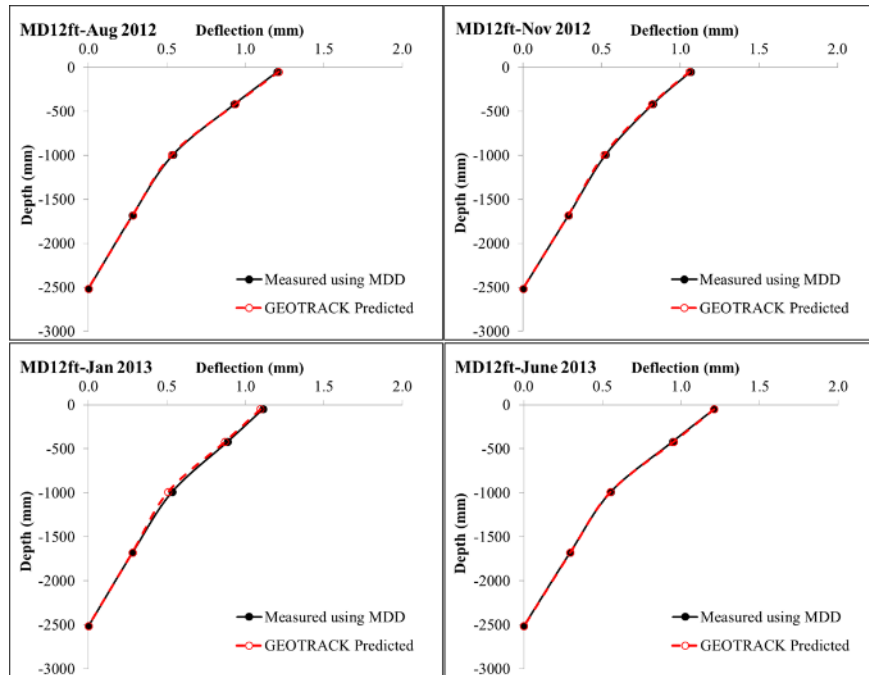 MD12ft-Aug 2012 Deflection (mm)
0.0 0.5 1.0 1.5 2.0
0
-500
-1000
-1500
-2000
-2500
-3000
Depth (mm)
Measured using MDD
GEOTRACK Predicted
MD12ft-Nov 2012 Deflection (mm)
0.0 0.5 1.0 1.5 2.0
0
-500
-1000
-1500
-2000
-2500
-3000
Depth (mm)
Measured using MDD
GEOTRACK Predicted
MD12ft-Jan 2013 Deflection (mm)
0.0 0.5 1.0 1.5 2.0
0
-500
-1000
-1500
-2000
-2500
-3000
Depth (mm)
Measured using MDD
GEOTRACK Predicted
MD12ft-June 2013 Deflection (mm)
0.0 0.5 1.0 1.5 2.0
0
-500
-1000
-1500
-2000
-2500
-3000
Depth (mm)
Measured using MDD
GEOTRACK Predicted